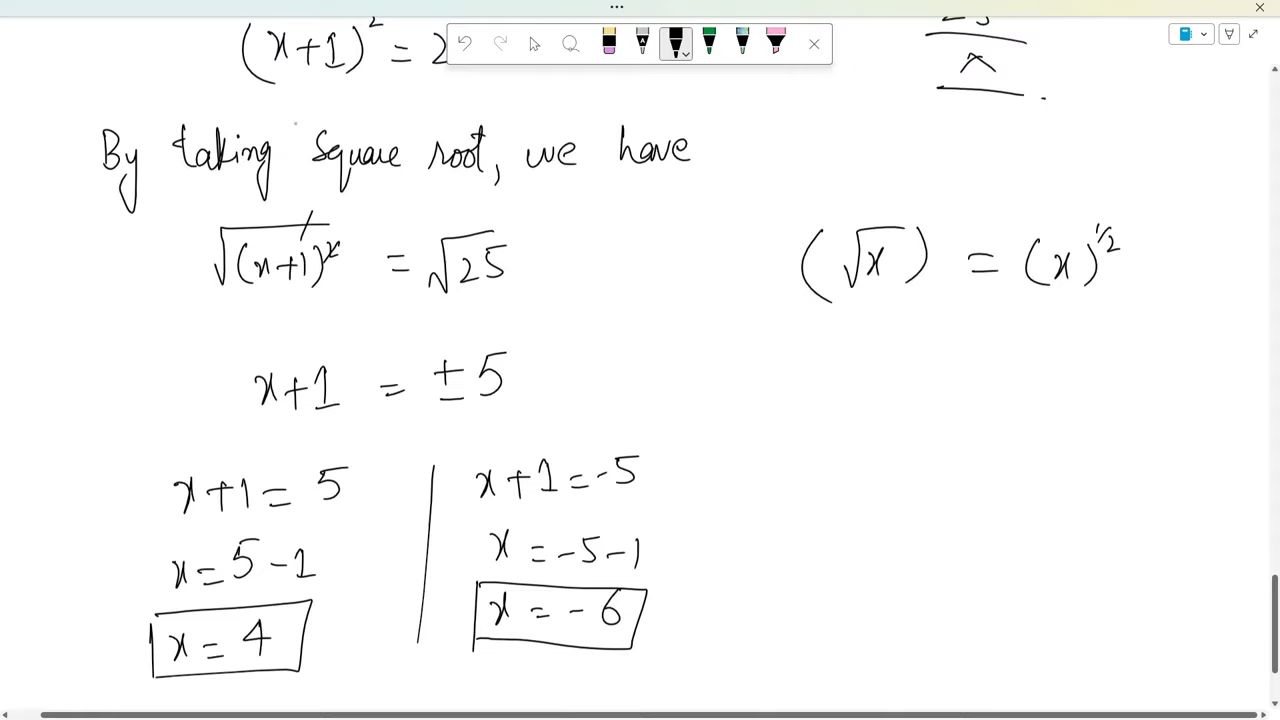 (x+1)² = 2
By taking square root, we have
√(x+1)² = √25
(√x) = (x)^1/2
x+1 = ±5
x+1 = 5
x = 5-1
x = 4
x+1 = -5
x = -5-1
x = -6